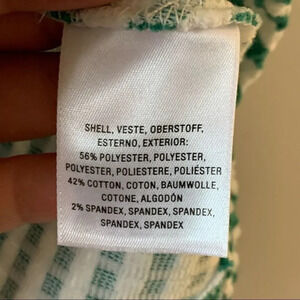 SHELL, VESTE, OBERSTOFF,
ESTERNO, EXTERIOR:
56% POLYESTER, POLYESTER,
POLYESTER, POLIESTERE, POLIÉSTER
42% COTTON, COTON, BAUMWOLLE,
COTONE, ALGODÓN
2% SPANDEX, SPANDEX, SPANDEX,
SPANDEX, SPANDEX